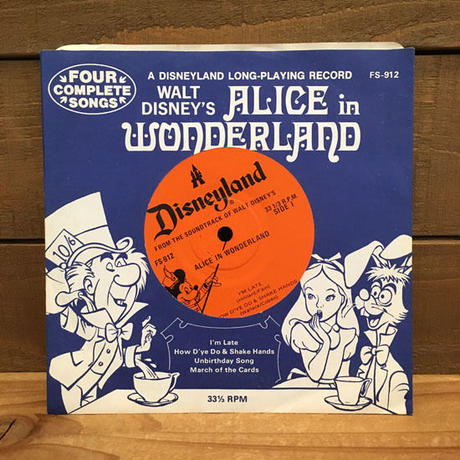 FOUR
COMPLETE
SONGS
A DISNEYLAND LONG-PLAYING RECORD
FS-912
WALT
DISNEY'S
ALICE in
WONDERLAND
Disneyland
®
FROM THE SOUNDTRACK OF WALT DISNEY'S
33 1/3 R.P.M.
FS-912
SIDE 1
ALICE IN WONDERLAND
I'M LATE
HOW D'YE DO & SHAKE HANDS
10/6
I'm Late
How D'ye Do & Shake Hands
Unbirthday Song
March of the Cards
33⅓ RPM